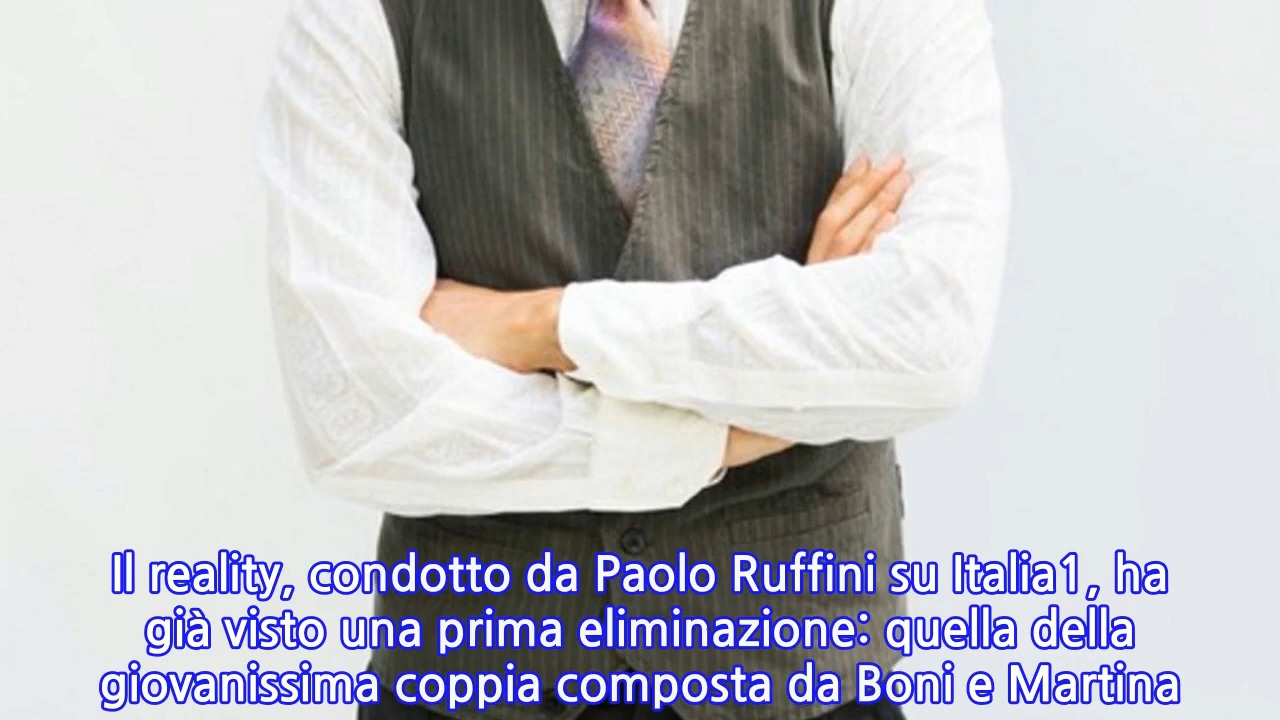 Il reality, condotto da Paolo Ruffini su Italia1, ha
già visto una prima eliminazione: quella della
giovanissima coppia composta da Boni e Martina